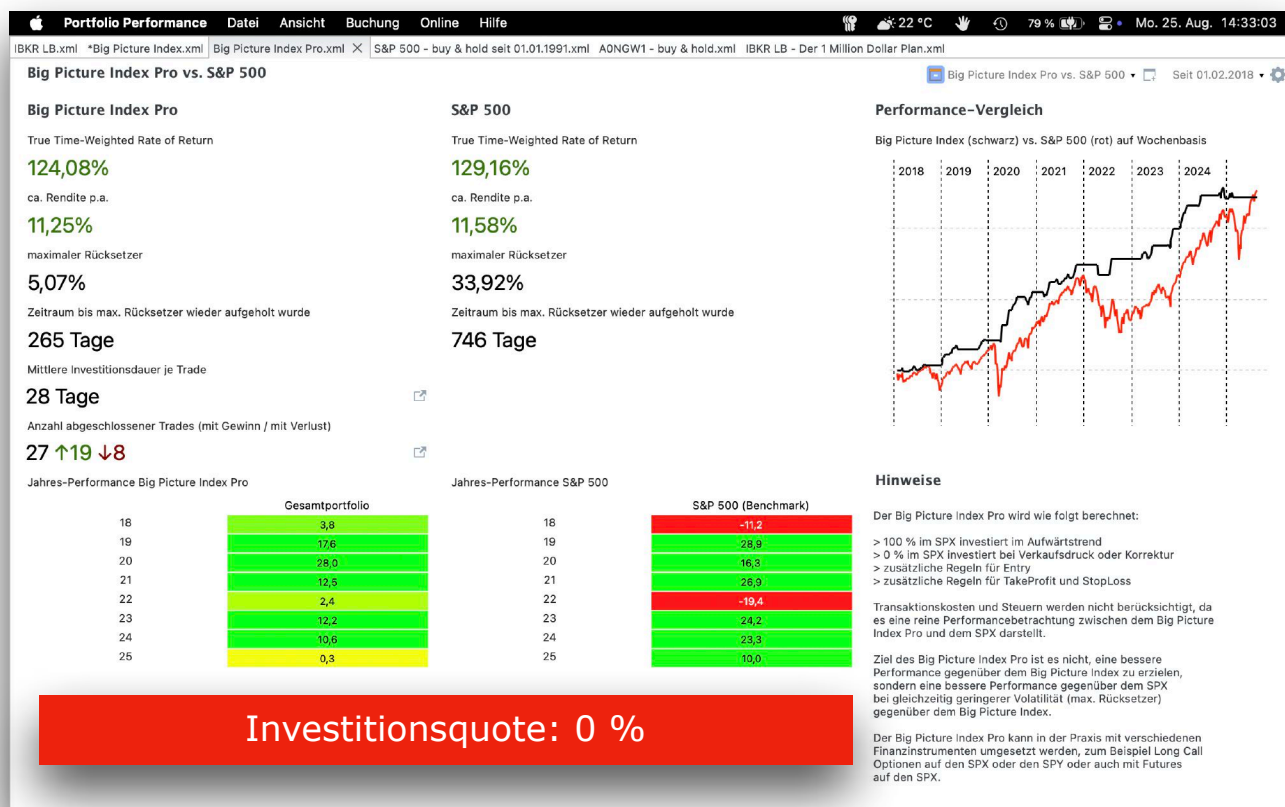 Portfolio Performance Datei Ansicht Buchung Online Hilfe 22 °C 79 % Mo. 25. Aug. 14:33:03
IBKR LB.xml *Big Picture Index.xml Big Picture Index Pro.xml S&P 500 - buy & hold seit 01.01.1991.xml A0NGW1 - buy & hold.xml IBKR LB - Der 1 Million Dollar Plan.xml
Big Picture Index Pro vs. S&P 500
Big Picture Index Pro vs. S&P 500 Seit 01.02.2018
Big Picture Index Pro
True Time-Weighted Rate of Return
124,08%
ca. Rendite p.a.
11,25%
maximaler Rücksetzer
5,07%
Zeitraum bis max. Rücksetzer wieder aufgeholt wurde
265 Tage
Mittlere Investitionsdauer je Trade
28 Tage
Anzahl abgeschlossener Trades (mit Gewinn / mit Verlust)
27 ↑19 ↓8
Jahres-Performance Big Picture Index Pro
Gesamtportfolio
18 3,8
19 17,6
20 28,0
21 12,5
22 2,4
23 12,2
24 10,6
25 0,3
S&P 500
True Time-Weighted Rate of Return
129,16%
ca. Rendite p.a.
11,58%
maximaler Rücksetzer
33,92%
Zeitraum bis max. Rücksetzer wieder aufgeholt wurde
746 Tage
Jahres-Performance S&P 500
S&P 500 (Benchmark)
18 -11,2
19 28,9
20 16,3
21 26,9
22 -19,4
23 24,2
24 23,3
25 10,0
Performance-Vergleich
Big Picture Index (schwarz) vs. S&P 500 (rot) auf Wochenbasis
2018 2019 2020 2021 2022 2023 2024
Hinweise
Der Big Picture Index Pro wird wie folgt berechnet:
> 100 % im SPX investiert im Aufwärtstrend
> 0 % im SPX investiert bei Verkaufsdruck oder Korrektur
> zusätzliche Regeln für Entry
> zusätzliche Regeln für TakeProfit und StopLoss
Transaktionskosten und Steuern werden nicht berücksichtigt, da
es eine reine Performancebetrachtung zwischen dem Big Picture
Index Pro und dem SPX darstellt.
Ziel des Big Picture Index Pro ist es nicht, eine bessere
Performance gegenüber dem Big Picture Index zu erzielen,
sondern eine bessere Performance gegenüber dem SPX
bei gleichzeitig geringerer Volatilität (max. Rücksetzer)
gegenüber dem Big Picture Index.
Der Big Picture Index Pro kann in der Praxis mit verschiedenen
Finanzinstrumenten umgesetzt werden, zum Beispiel Long Call
Optionen auf den SPX oder den SPY oder auch mit Futures
auf den SPX.
Investitionsquote: 0 %